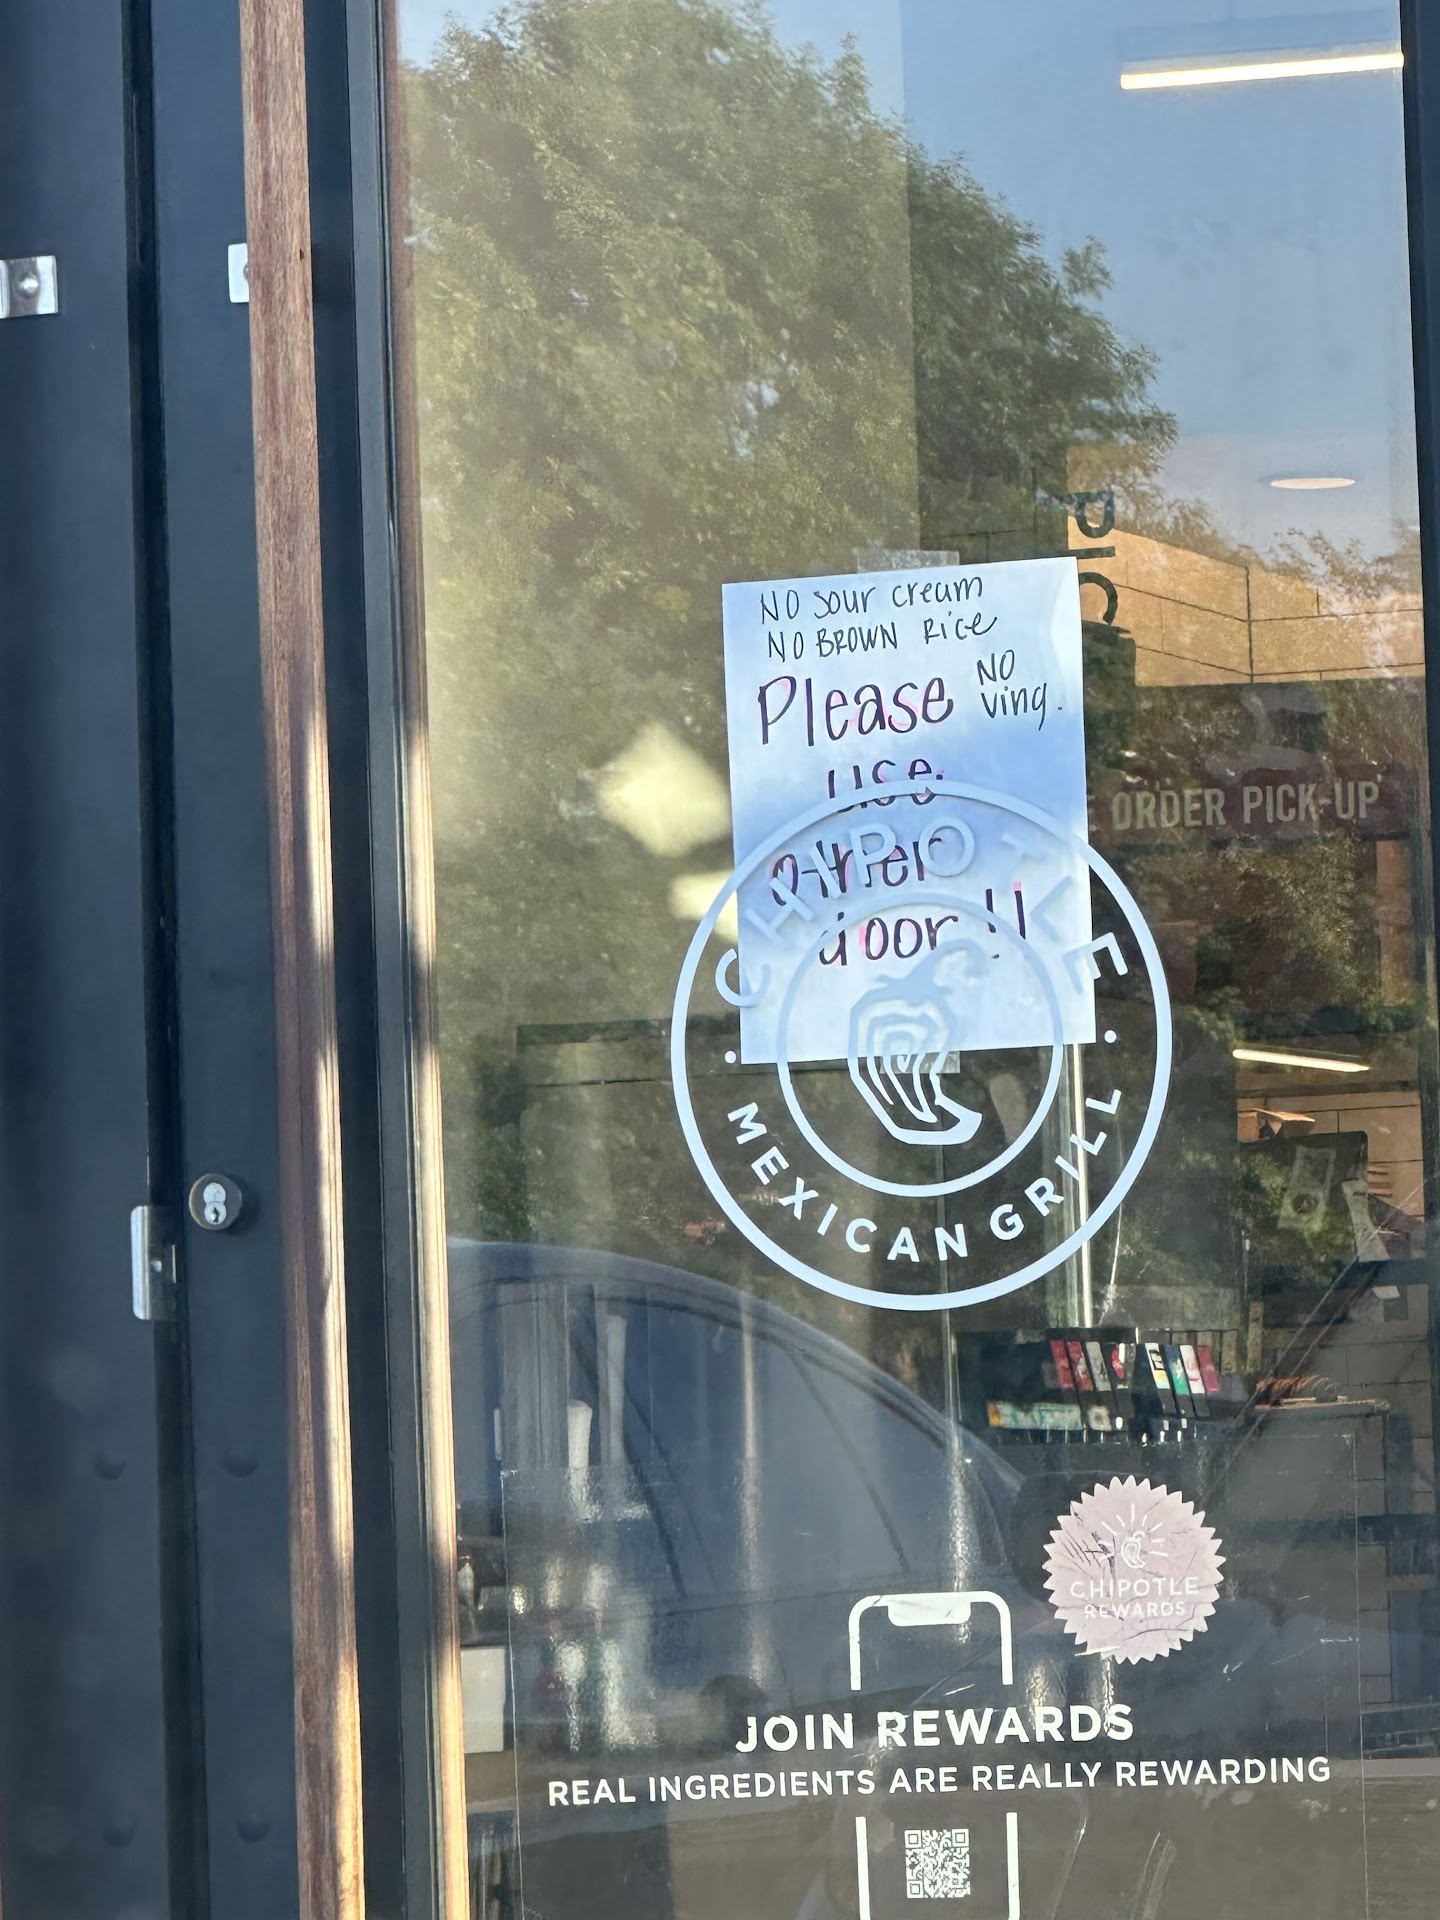 NO sour cream
NO BROWN Rice
Please
NO
ving.
use
other
door!!
PIC
ORDER PICK-UP
CHIPOTLE
MEXICAN GRILL
CHIPOTLE
REWARDS
JOIN REWARDS
REAL INGREDIENTS ARE REALLY REWARDING